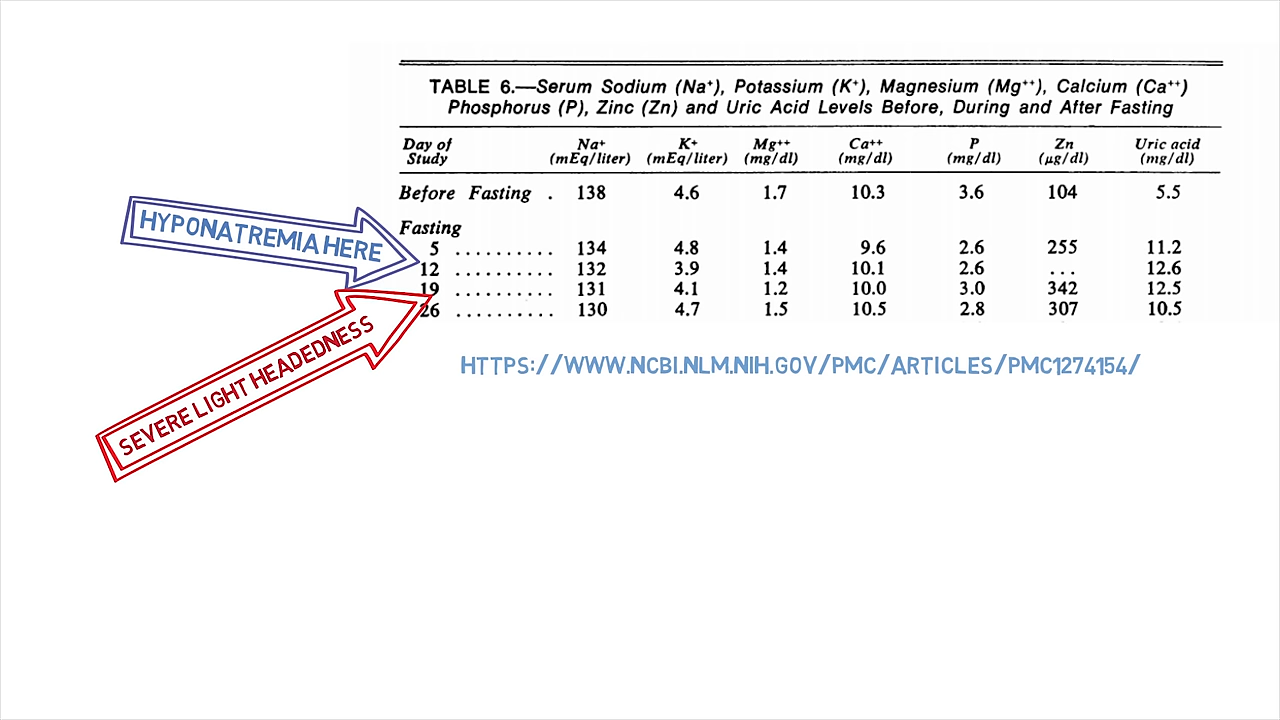 TABLE 6.—Serum Sodium (Na⁺), Potassium (K⁺), Magnesium (Mg⁺⁺), Calcium (Ca⁺⁺)
Phosphorus (P), Zinc (Zn) and Uric Acid Levels Before, During and After Fasting
Day of Study Na⁺ (mEq/liter) K⁺ (mEq/liter) Mg⁺⁺ (mg/dl) Ca⁺⁺ (mg/dl) P (mg/dl) Zn (μg/dl) Uric acid (mg/dl)
Before Fasting . 138 4.6 1.7 10.3 3.6 104 5.5
Fasting
5 .......... 134 4.8 1.4 9.6 2.6 255 11.2
12 .......... 132 3.9 1.4 10.1 2.6 ... 12.6
19 .......... 131 4.1 1.2 10.0 3.0 342 12.5
26 .......... 130 4.7 1.5 10.5 2.8 307 10.5
HYPONATREMIA HERE
SEVERE LIGHT HEADEDNESS
HTTPS://WWW.NCBI.NLM.NIH.GOV/PMC/ARTICLES/PMC1274154/